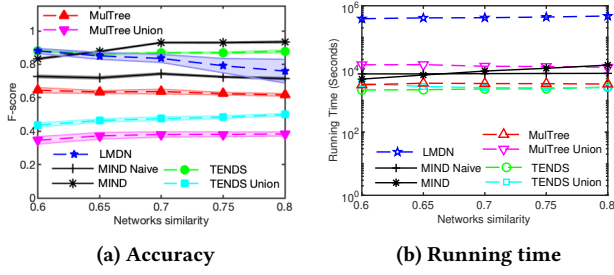 MulTree
MulTree Union
F-score
1
0.8
0.6
0.4
0.2
0
LMDN
MIND Naive
MIND
TENDS
TENDS Union
0.6
0.65
0.7
0.75
0.8
Networks similarity
(a) Accuracy
Running Time (Seconds)
10^6
10^4
10^2
10^0
LMDN
MIND Naive
MIND
MulTree
MulTree Union
TENDS
TENDS Union
0.6
0.65
0.7
0.75
0.8
Networks similarity
(b) Running time